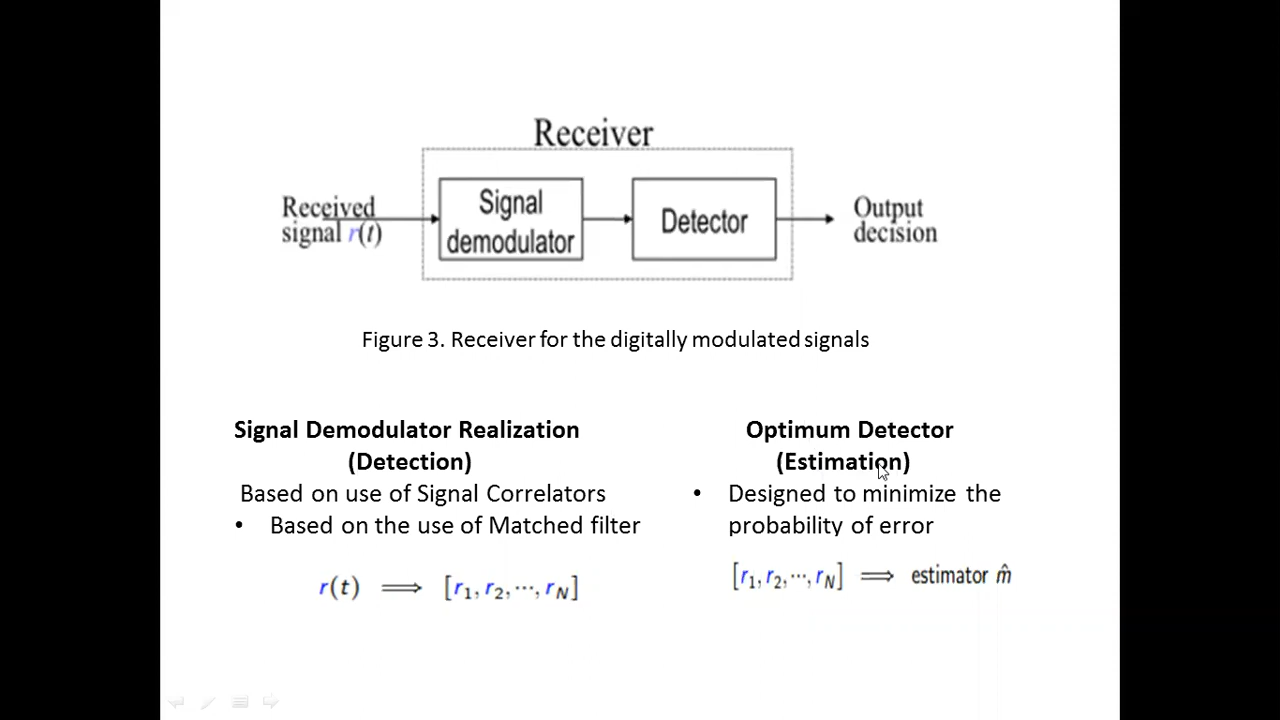 Receiver
Received
signal r(t)
Signal
demodulator
Detector
Output
decision
Figure 3. Receiver for the digitally modulated signals
Signal Demodulator Realization
(Detection)
Based on use of Signal Correlators
• Based on the use of Matched filter
r(t) ⟹ [r₁, r₂, ···, r_N]
Optimum Detector
(Estimation)
• Designed to minimize the
probability of error
[r₁, r₂, ···, r_N] ⟹ estimator m̂